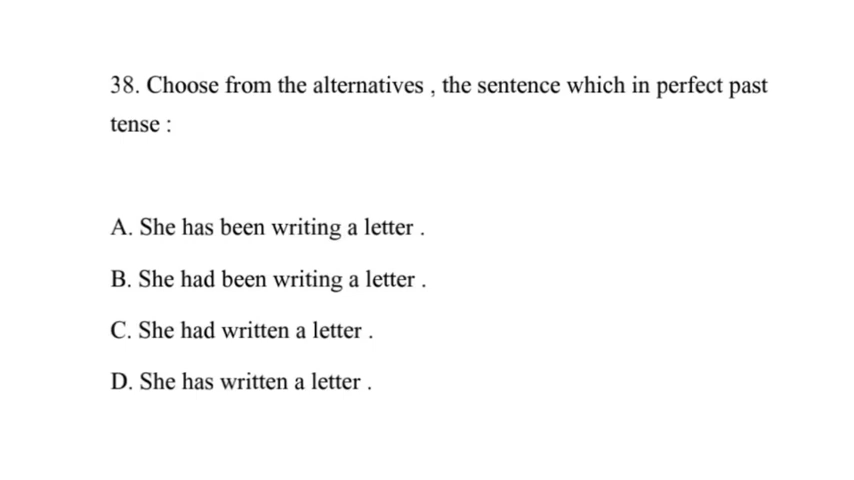 38. Choose from the alternatives , the sentence which in perfect past
tense :
A. She has been writing a letter .
B. She had been writing a letter .
C. She had written a letter .
D. She has written a letter .